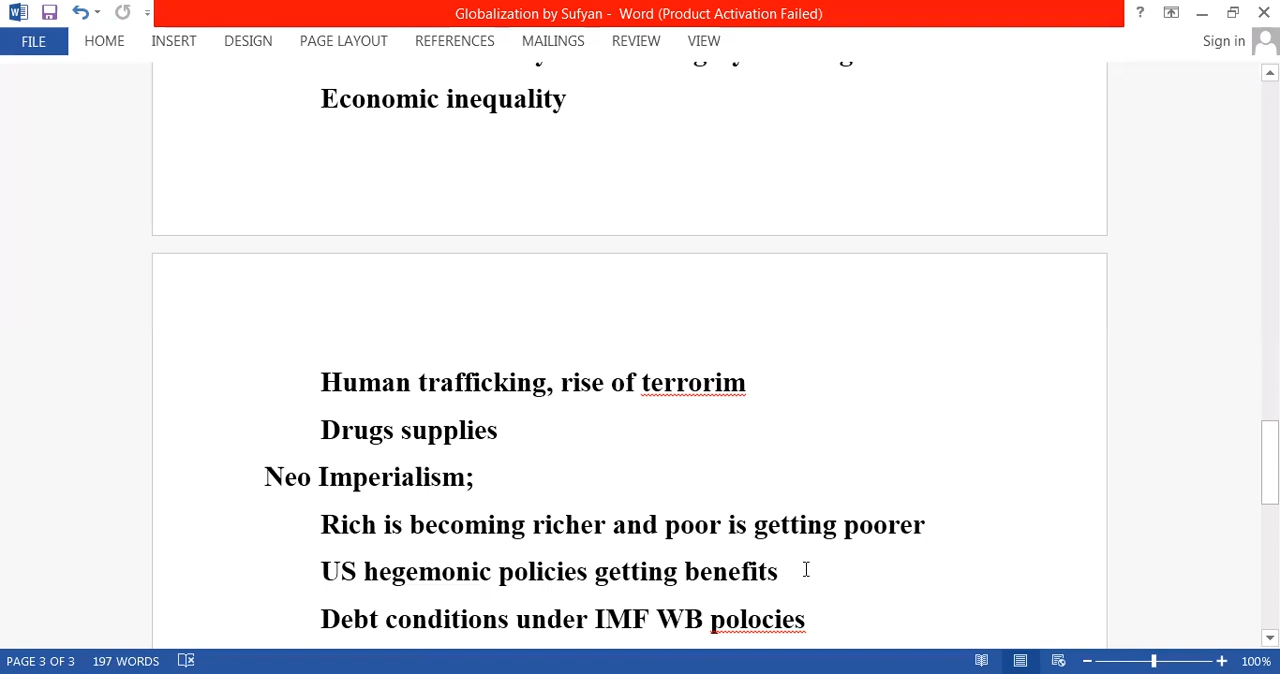 Globalization by Sufyan - Word (Product Activation Failed)
?
FILE HOME INSERT DESIGN PAGE LAYOUT REFERENCES MAILINGS REVIEW VIEW Sign in
Economic inequality
Human trafficking, rise of terrorim
Drugs supplies
Neo Imperialism;
Rich is becoming richer and poor is getting poorer
US hegemonic policies getting benefits
Debt conditions under IMF WB polocies
PAGE 3 OF 3 197 WORDS 100%